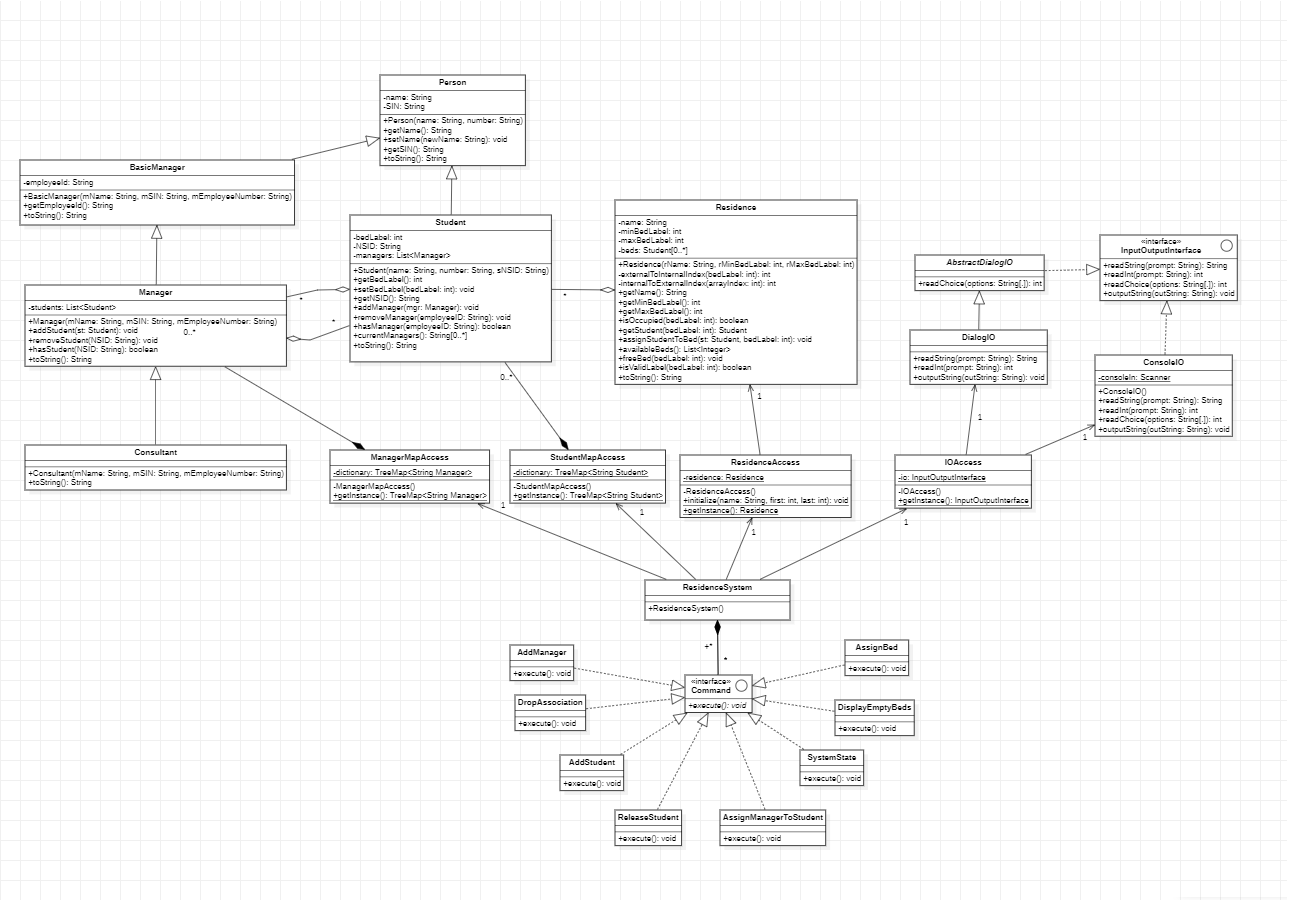 Person
-name: String
-SIN: String
+Person(name: String, number: String)
+getName(): String
+setName(newName: String): void
+getSIN(): String
+toString(): String
BasicManager
-employeeId: String
+BasicManager(mName: String, mSIN: String, mEmployeeNumber: String)
+getEmployeeId(): String
+toString(): String
Student
-bedLabel: int
-NSID: String
-managers: List<Manager>
+Student(name: String, number: String, sNSID: String)
+getBedLabel(): int
+setBedLabel(bedLabel: int): void
+getNSID(): String
+addManager(mgr: Manager): void
+removeManager(employeeID: String): void
+hasManager(employeeID: String): boolean
+currentManagers(): String[0..*]
+toString(): String
Residence
-name: String
-minBedLabel: int
-maxBedLabel: int
-beds: Student[0..*]
+Residence(rName: String, rMinBedLabel: int, rMaxBedLabel: int)
-externalToInternalIndex(bedLabel: int): int
-internalToExternalIndex(arrayIndex: int): int
+getName(): String
+getMinBedLabel(): int
+getMaxBedLabel(): int
+isOccupied(bedLabel: int): boolean
+getStudent(bedLabel: int): Student
+assignStudentToBed(st: Student, bedLabel: int): void
+availableBeds(): List<Integer>
+freeBed(bedLabel: int): void
+isValidLabel(bedLabel: int): boolean
+toString(): String
AbstractDialogIO
+readChoice(options: String[,]): int
«interface»
InputOutputInterface
+readString(prompt: String): String
+readInt(prompt: String): int
+readChoice(options: String[,]): int
+outputString(outString: String): void
Manager
-students: List<Student>
+Manager(mName: String, mSIN: String, mEmployeeNumber: String)
+addStudent(st: Student): void
+removeStudent(NSID: String): void
+hasStudent(NSID: String): boolean
+toString(): String
0..*
*
*
*
DialogIO
+readString(prompt: String): String
+readInt(prompt: String): int
+outputString(outString: String): void
ConsoleIO
-consoleIn: Scanner
+ConsoleIO()
+readString(prompt: String): String
+readInt(prompt: String): int
+readChoice(options: String[,]): int
+outputString(outString: String): void
0..*
1
1
1
Consultant
+Consultant(mName: String, mSIN: String, mEmployeeNumber: String)
+toString(): String
ManagerMapAccess
-dictionary: TreeMap<String Manager>
-ManagerMapAccess()
+getInstance(): TreeMap<String Manager>
StudentMapAccess
-dictionary: TreeMap<String Student>
-StudentMapAccess()
+getInstance(): TreeMap<String Student>
ResidenceAccess
-residence: Residence
-ResidenceAccess()
+initialize(name: String, first: int, last: int): void
+getInstance(): Residence
IOAccess
-io: InputOutputInterface
-IOAccess()
+getInstance(): InputOutputInterface
1
1
1
1
ResidenceSystem
+ResidenceSystem()
+*
*
AddManager
+execute(): void
AssignBed
+execute(): void
«interface»
Command
+execute(): void
DropAssociation
+execute(): void
DisplayEmptyBeds
+execute(): void
AddStudent
+execute(): void
SystemState
+execute(): void
ReleaseStudent
+execute(): void
AssignManagerToStudent
+execute(): void